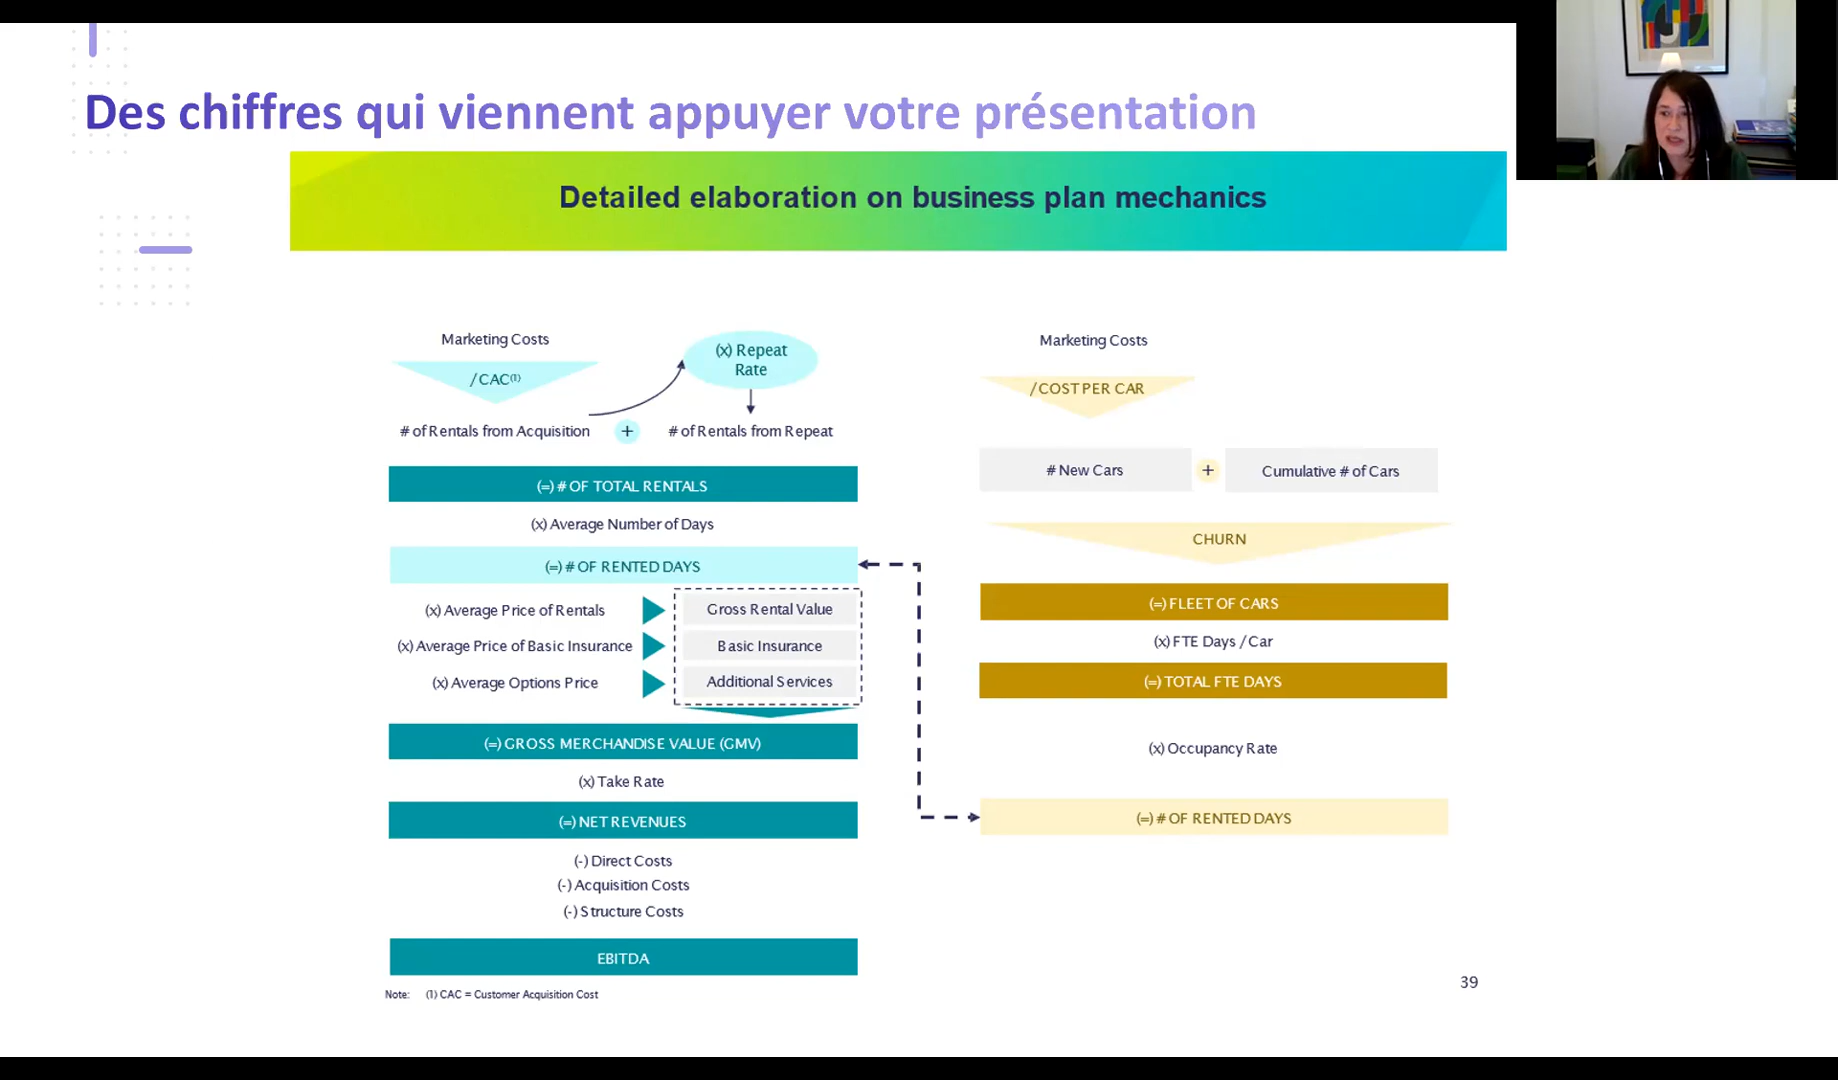 Des chiffres qui viennent appuyer votre présentation
Detailed elaboration on business plan mechanics
Marketing Costs
/ CAC(1)
(x) Repeat
Rate
# of Rentals from Acquisition + # of Rentals from Repeat
(=) # OF TOTAL RENTALS
(x) Average Number of Days
(=) # OF RENTED DAYS
(x) Average Price of Rentals Gross Rental Value
(x) Average Price of Basic Insurance Basic Insurance
(x) Average Options Price Additional Services
(=) GROSS MERCHANDISE VALUE (GMV)
(x) Take Rate
(=) NET REVENUES
(-) Direct Costs
(-) Acquisition Costs
(-) Structure Costs
EBITDA
Note: (1) CAC = Customer Acquisition Cost
Marketing Costs
/ COST PER CAR
# New Cars + Cumulative # of Cars
CHURN
(=) FLEET OF CARS
(x) FTE Days / Car
(=) TOTAL FTE DAYS
(x) Occupancy Rate
(=) # OF RENTED DAYS
39